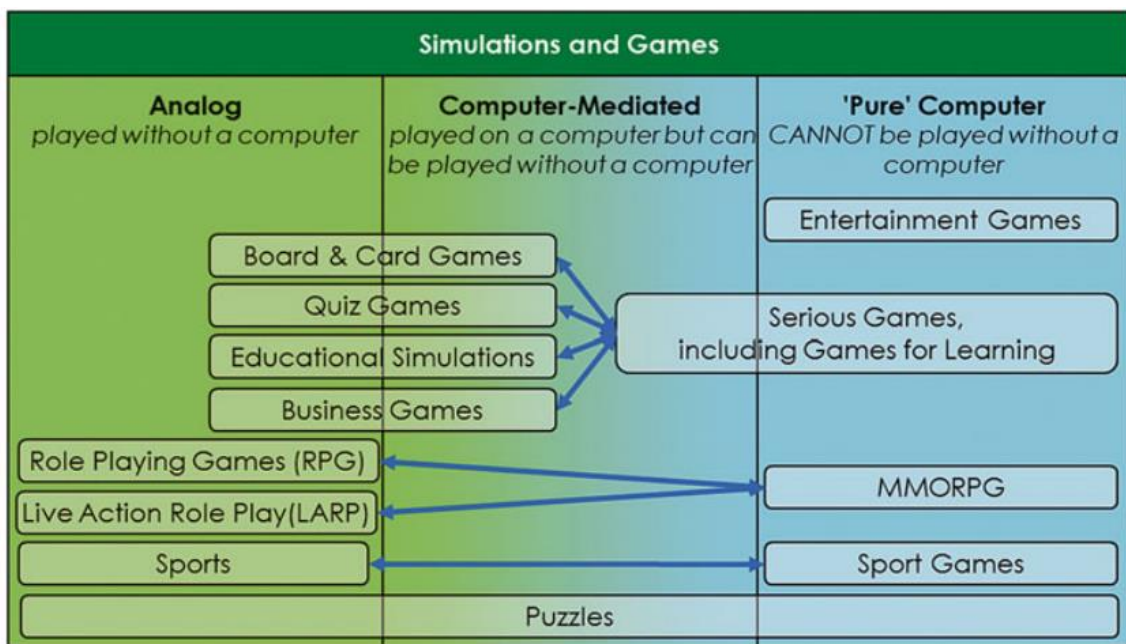 Simulations and Games
Analog
played without a computer
Computer-Mediated
played on a computer but can
be played without a computer
'Pure' Computer
CANNOT be played without a
computer
Entertainment Games
Board & Card Games
Quiz Games
Educational Simulations
Business Games
Serious Games,
including Games for Learning
Role Playing Games (RPG)
Live Action Role Play(LARP)
MMORPG
Sports
Sport Games
Puzzles